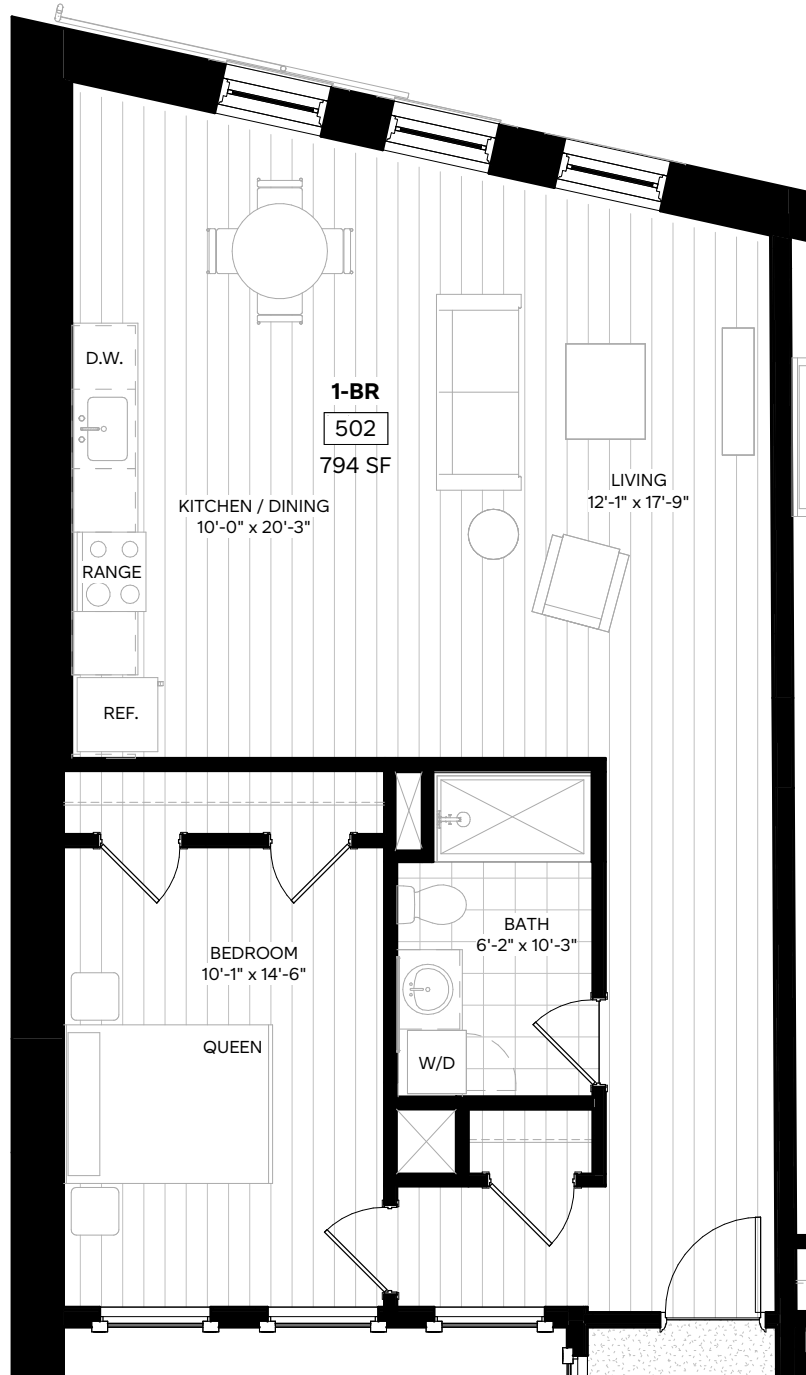 D.W.
1-BR
502
794 SF
KITCHEN / DINING
10'-0" x 20'-3"
LIVING
12'-1" x 17'-9"
RANGE
REF.
BATH
6'-2" x 10'-3"
BEDROOM
10'-1" x 14'-6"
QUEEN
W/D